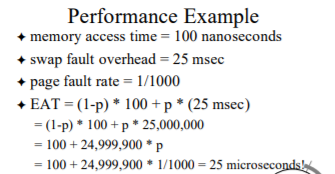 Performance Example
✦ memory access time = 100 nanoseconds
✦ swap fault overhead = 25 msec
✦ page fault rate = 1/1000
✦ EAT = (1-p) * 100 + p * (25 msec)
= (1-p) * 100 + p * 25,000,000
= 100 + 24,999,900 * p
= 100 + 24,999,900 * 1/1000 = 25 microseconds!